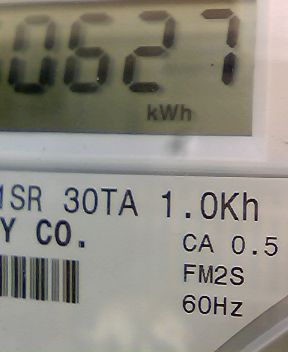 0627
kWh
SR 30TA 1.0Kh
Y CO.
CA 0.5
FM2S
60Hz